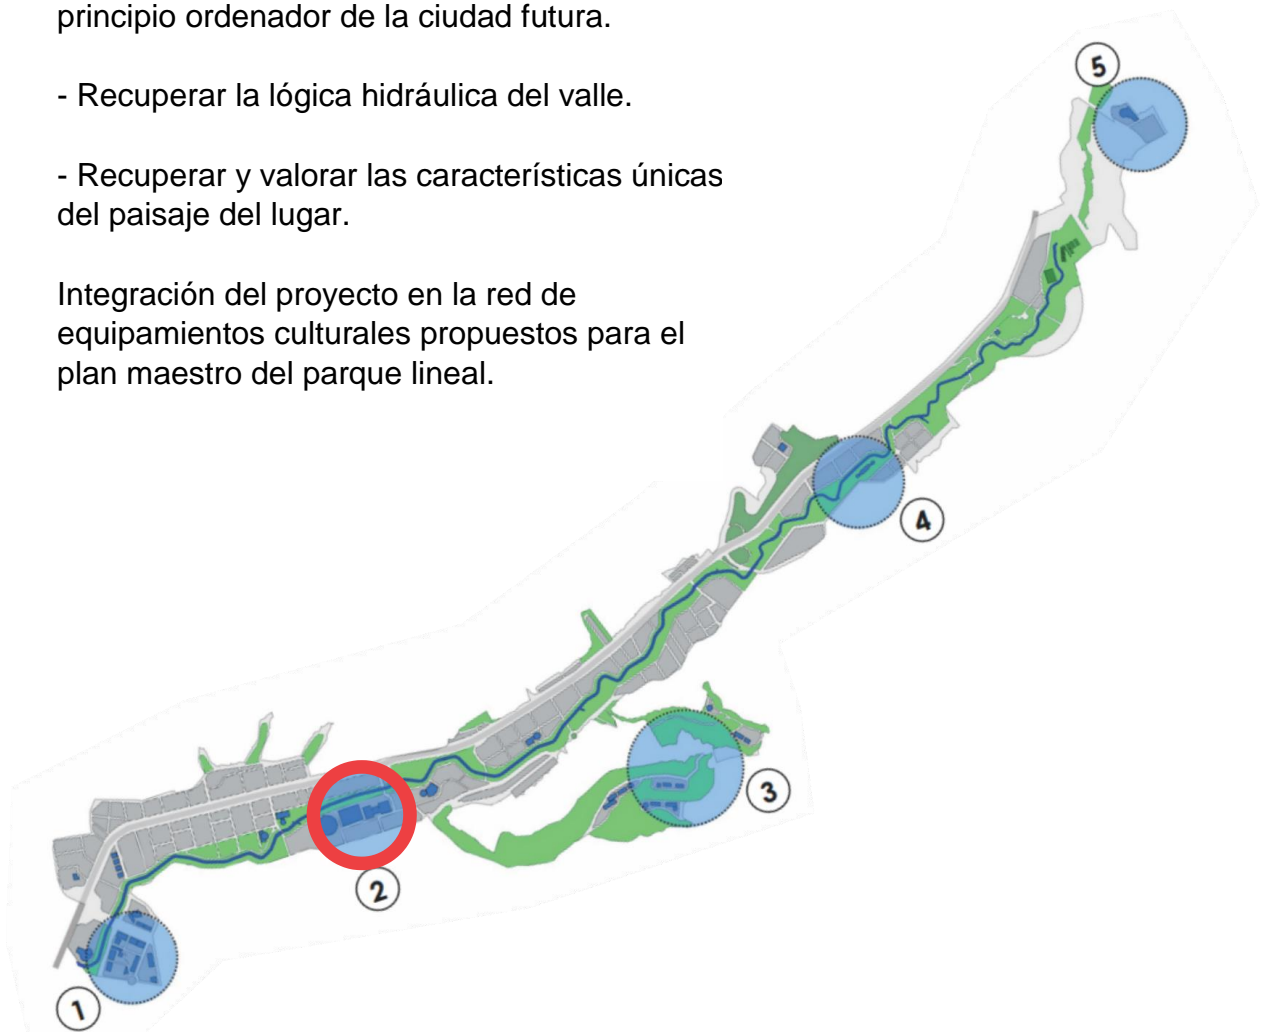 principio ordenador de la ciudad futura.
- Recuperar la lógica hidráulica del valle.
- Recuperar y valorar las características únicas
del paisaje del lugar.
Integración del proyecto en la red de
equipamientos culturales propuestos para el
plan maestro del parque lineal.
5
4
3
2
1